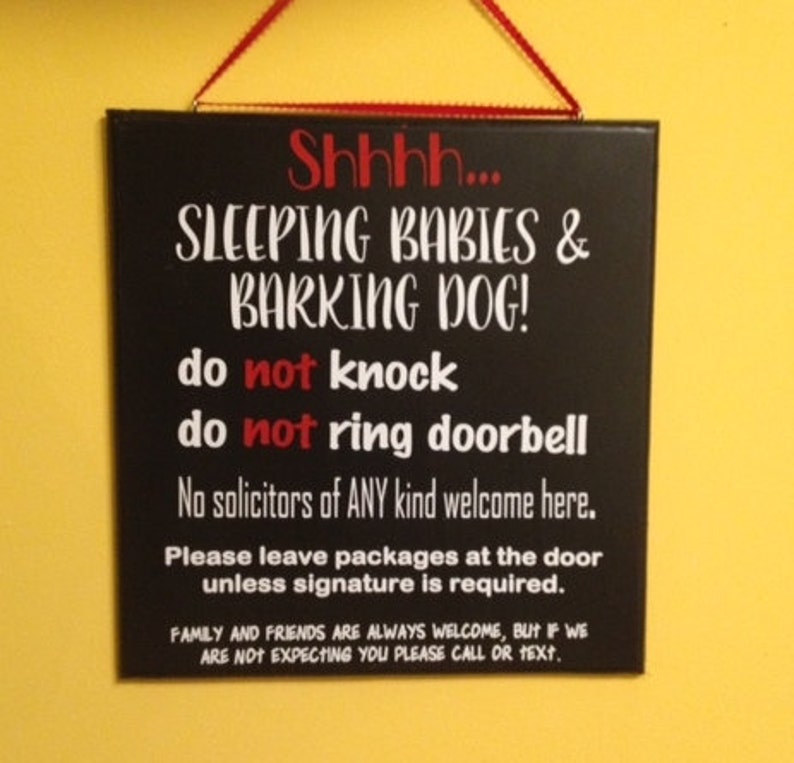 Shhhh...
SLEEPING BABIES &
BARKING DOG!
do not knock
do not ring doorbell
No solicitors of ANY kind welcome here.
Please leave packages at the door
unless signature is required.
FAMILY AND FRIENDS ARE ALWAYS WELCOME, BUT IF WE
ARE NOT EXPECTING YOU PLEASE CALL OR TEXT.